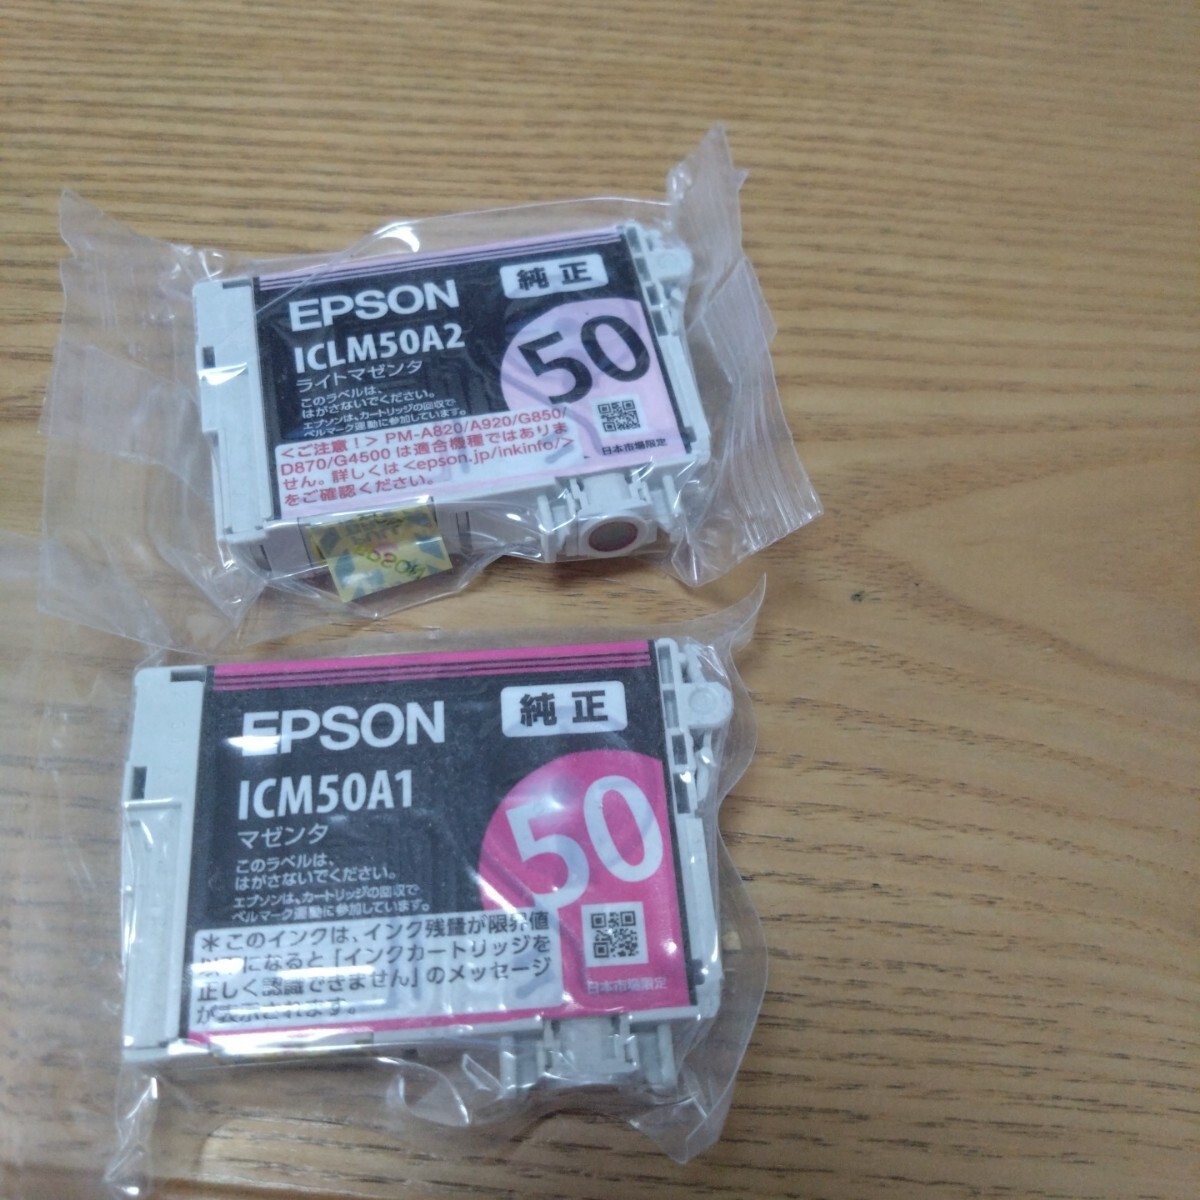 純正
EPSON
ICLM50A2
ライトマゼンタ
50
このラベルは、
はがさないでください。
エプソンは、カートリッジの回収で
ベルマーク運動に参加しています。
日本市場限定
<ご注意！> PM-A820/A920/G850/
D870/G4500 は適合機種ではありま
せん。詳しくは<epson.jp/inkinfo/>
をご確認ください。
EPSON
純正
EPSON
ICM50A1
マゼンタ
50
このラベルは、
はがさないでください。
エプソンは、カートリッジの回収で
ベルマーク運動に参加しています。
＊このインクは、インク残量が限界値
以下になると「インクカートリッジを
正しく認識できません」のメッセージ
が表示されます。
日本市場限定